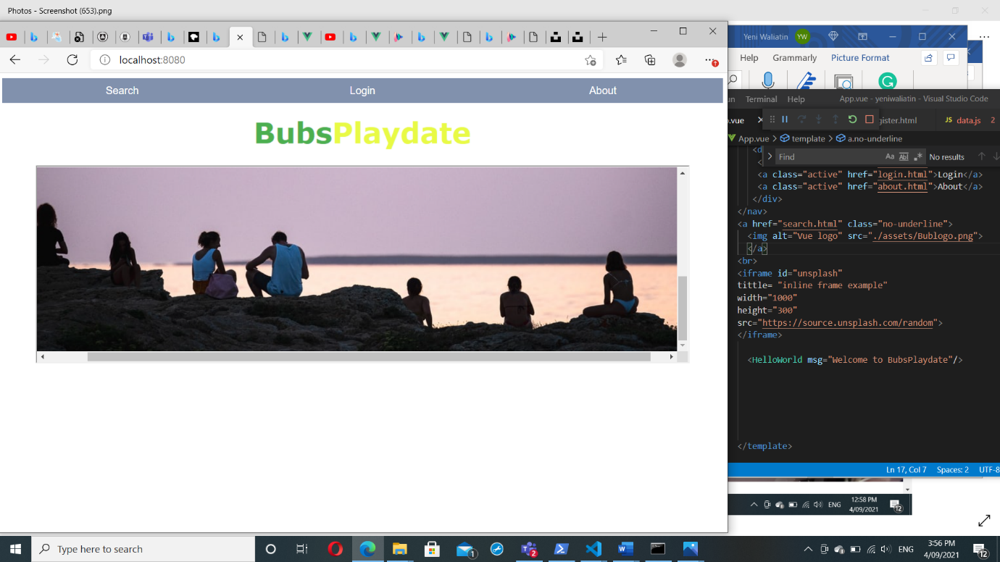 Photos - Screenshot (653).png
Yeni Waliatin
YW
localhost:8080
Help
Grammarly
Picture Format
Search
Login
About
BubsPlaydate
Terminal
Help
App.vue - yeniwaliatin - Visual Studio Code
.vue
gister.html
JS data.js 2
App.vue > template > a.no-underline
Find
Aa
Ab
No results
<d
<
<a class="active" href="login.html">Login</a>
<a class="active" href="about.html">About</a>
</div>
</nav>
<a href="search.html" class="no-underline">
<img alt="Vue logo" src="./assets/Bublogo.png">
</a>
<br>
<iframe id="unsplash"
tittle= "inline frame example"
width="1000"
height="300"
src="https://source.unsplash.com/random">
</iframe>
<HelloWorld msg="Welcome to BubsPlaydate"/>
</template>
Ln 17, Col 7
Spaces: 2
UTF-8
ENG
12:58 PM
4/09/2021
12
Type here to search
1
2
ENG
3:56 PM
4/09/2021
12